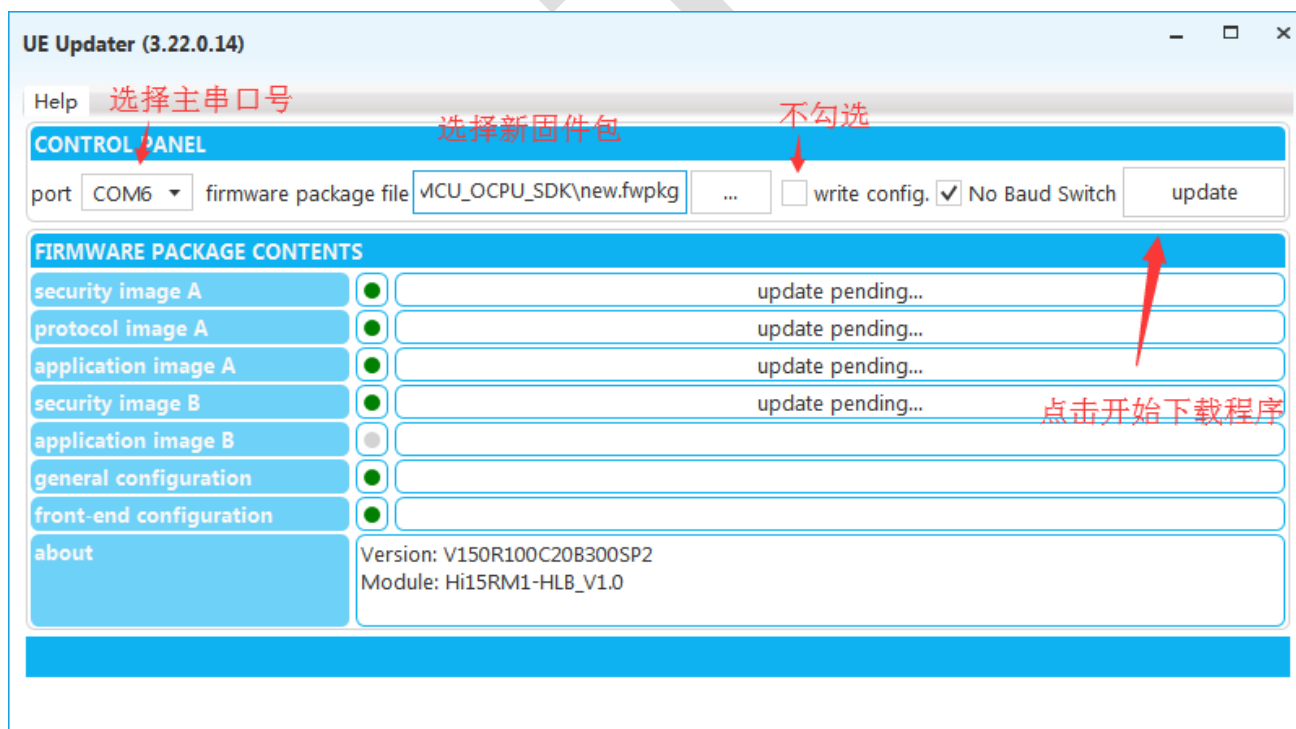 UE Updater (3.22.0.14)
Help 选择主串口号
选择新固件包
不勾选
CONTROL PANEL
port COM6 firmware package file MCU_OCPU_SDK\new.fwpkg ... write config. No Baud Switch update
FIRMWARE PACKAGE CONTENTS
security image A update pending...
protocol image A update pending...
application image A update pending...
security image B update pending...
点击开始下载程序
application image B
general configuration
front-end configuration
about Version: V150R100C20B300SP2
Module: Hi15RM1-HLB_V1.0